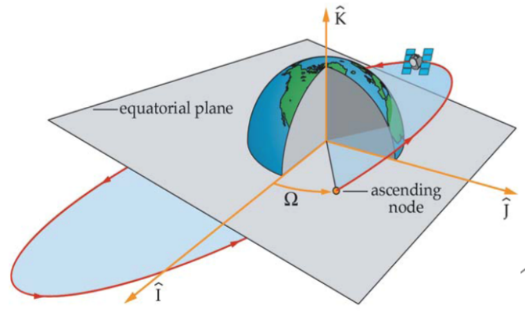 K̂
equatorial plane
ascending
node
Ω
Ĵ
Î